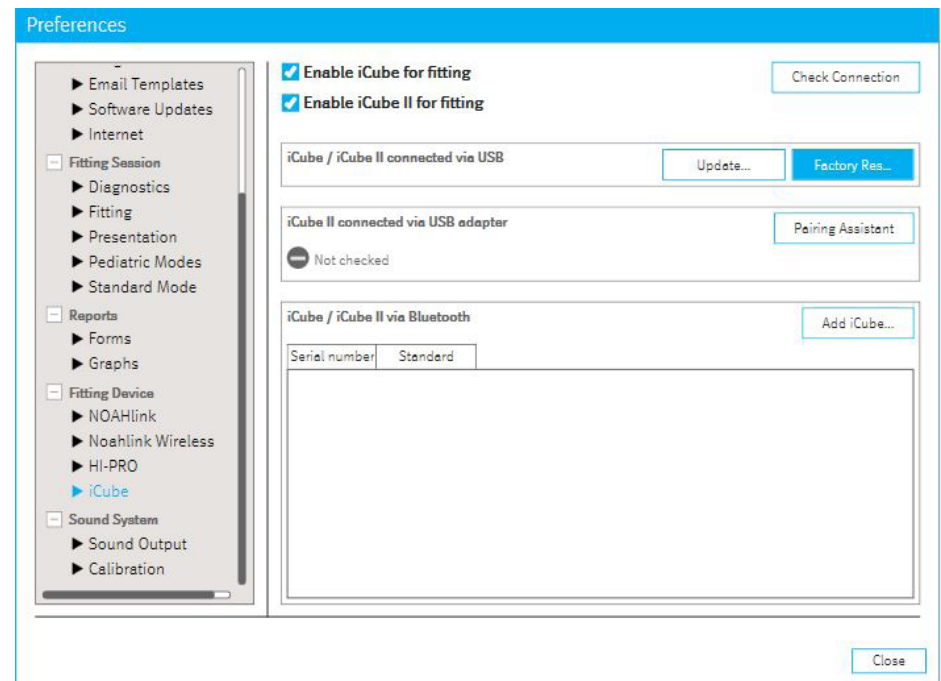 Preferences
Email Templates
Software Updates
Internet
Fitting Session
Diagnostics
Fitting
Presentation
Pediatric Modes
Standard Mode
Reports
Forms
Graphs
Fitting Device
NOAHlink
Noahlink Wireless
HI-PRO
iCube
Sound System
Sound Output
Calibration
Enable iCube for fitting
Check Connection
Enable iCube II for fitting
iCube / iCube II connected via USB
Update...
Factory Res...
iCube II connected via USB adapter
Pairing Assistant
Not checked
iCube / iCube II via Bluetooth
Add iCube...
Serial number Standard
Close